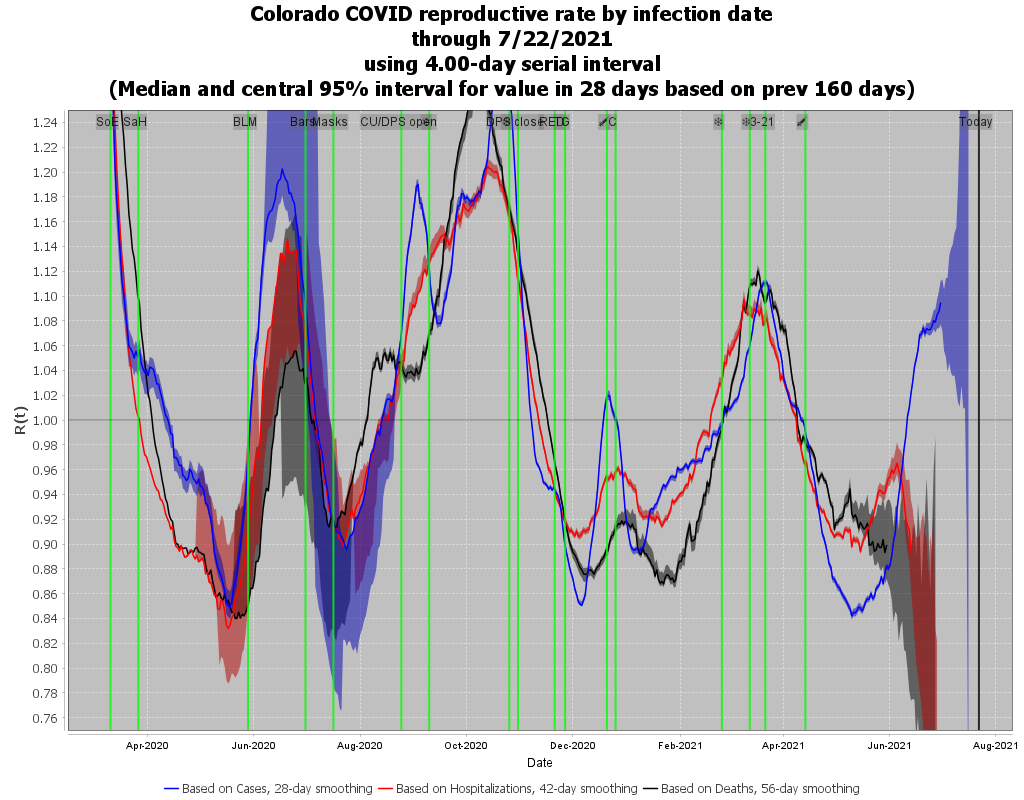 Colorado COVID reproductive rate by infection date
through 7/22/2021
using 4.00-day serial interval
(Median and central 95% interval for value in 28 days based on prev 160 days)
SoE SaH BLM Bars Masks CU/DPS open DPS close RED C 3-21 Today
1.24
1.22
1.20
1.18
1.16
1.14
1.12
1.10
1.08
1.06
1.04
1.02
1.00
0.98
0.96
0.94
0.92
0.90
0.88
0.86
0.84
0.82
0.80
0.78
0.76
R(t)
Apr-2020 Jun-2020 Aug-2020 Oct-2020 Dec-2020 Feb-2021 Apr-2021 Jun-2021 Aug-2021
Date
Based on Cases, 28-day smoothing Based on Hospitalizations, 42-day smoothing Based on Deaths, 56-day smoothing